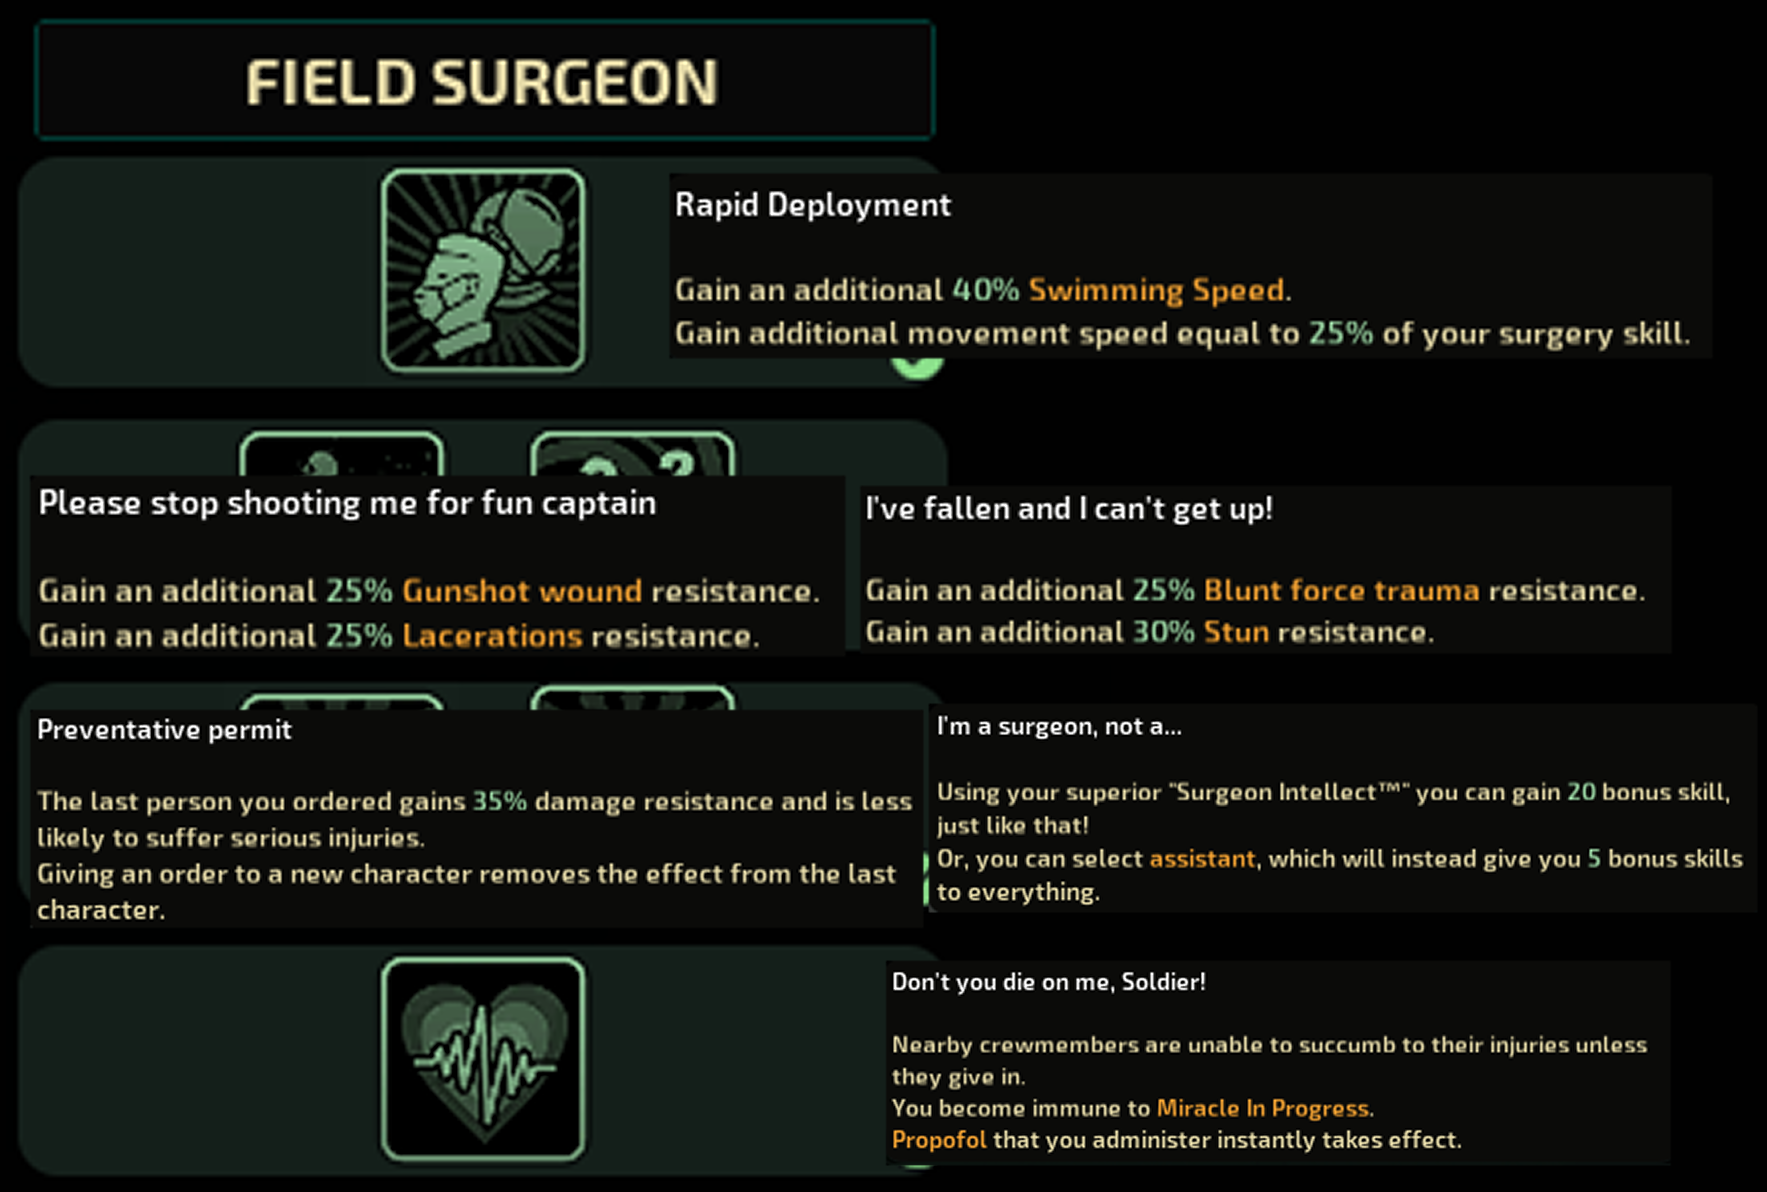 FIELD SURGEON
Rapid Deployment
Gain an additional 40% Swimming Speed.
Gain additional movement speed equal to 25% of your surgery skill.
Please stop shooting me for fun captain
Gain an additional 25% Gunshot wound resistance.
Gain an additional 25% Lacerations resistance.
I've fallen and I can't get up!
Gain an additional 25% Blunt force trauma resistance.
Gain an additional 30% Stun resistance.
Preventative permit
The last person you ordered gains 35% damage resistance and is less
likely to suffer serious injuries.
Giving an order to a new character removes the effect from the last
character.
I'm a surgeon, not a...
Using your superior "Surgeon Intellect™" you can gain 20 bonus skill,
just like that!
Or, you can select assistant, which will instead give you 5 bonus skills
to everything.
Don't you die on me, Soldier!
Nearby crewmembers are unable to succumb to their injuries unless
they give in.
You become immune to Miracle In Progress.
Propofol that you administer instantly takes effect.